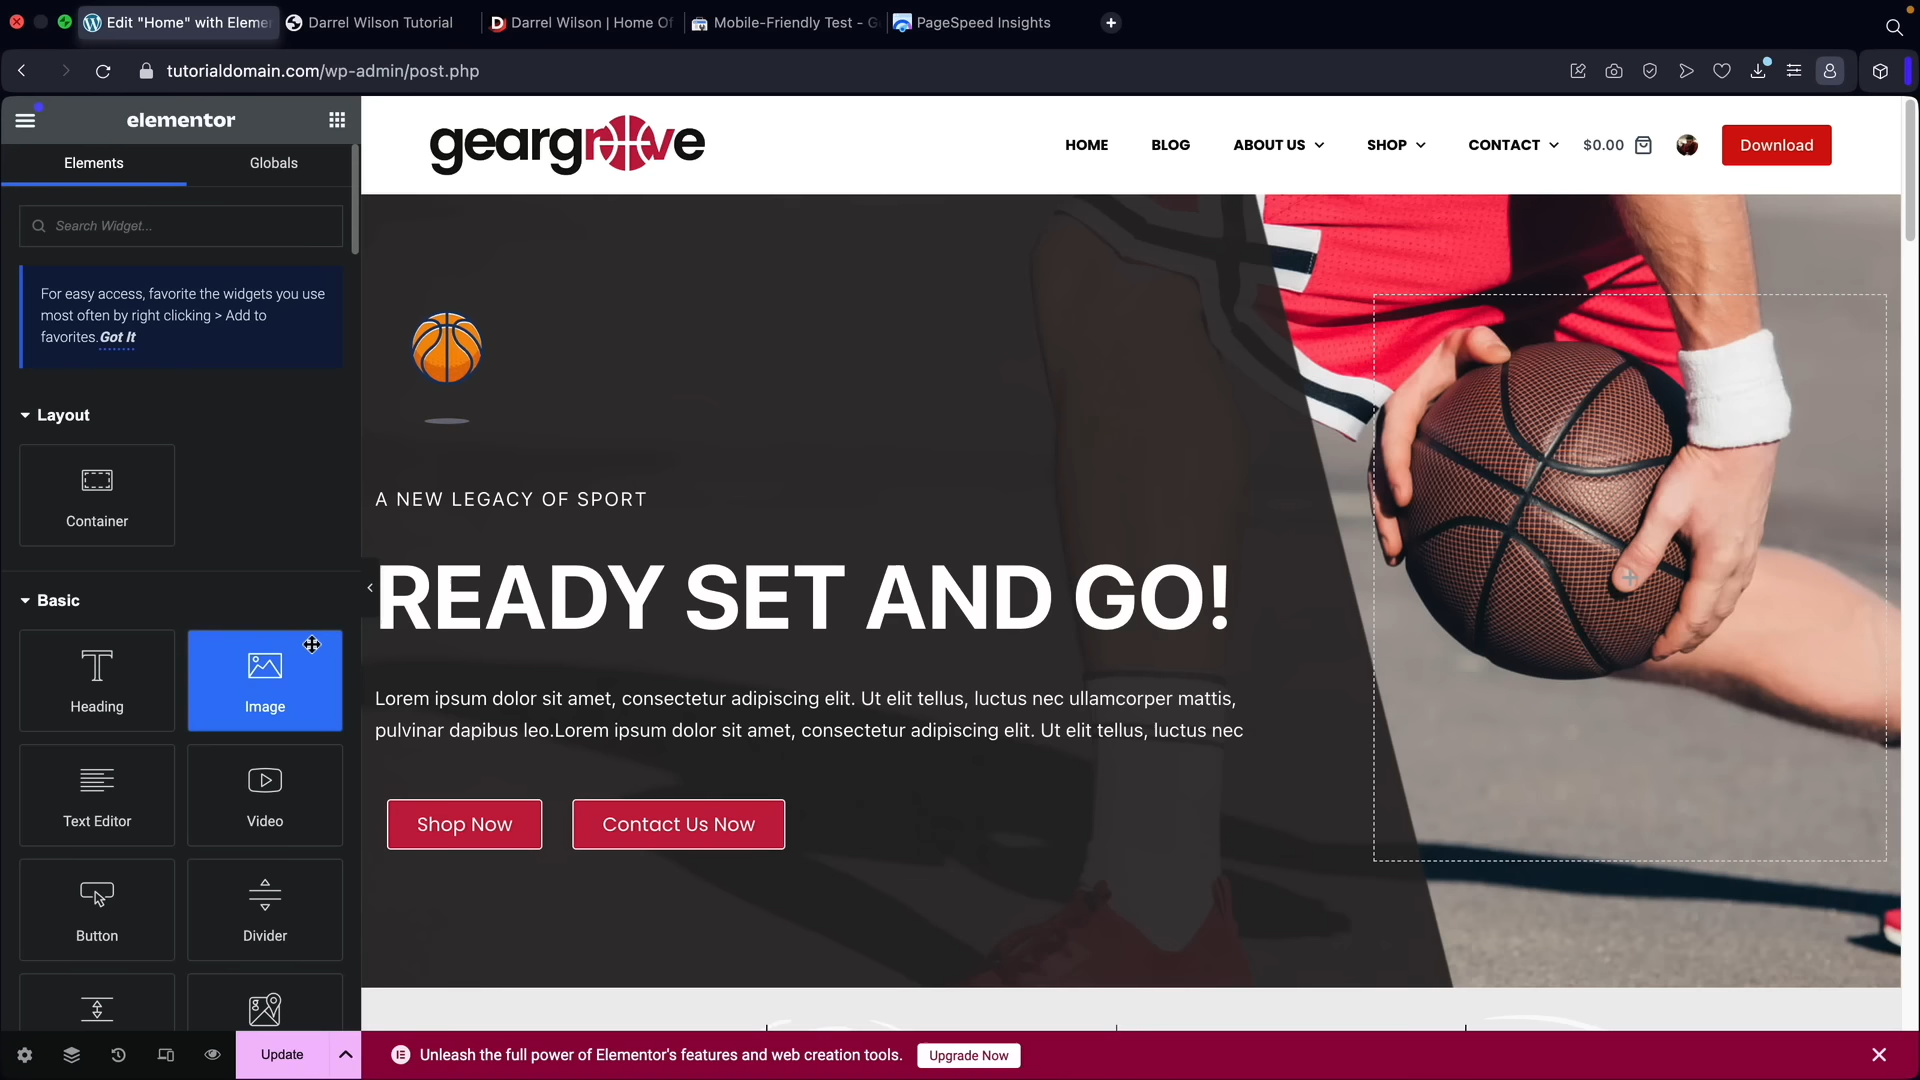 Edit "Home" with Eleme
Darrel Wilson Tutorial
Darrel Wilson | Home Of
Mobile-Friendly Test - G
PageSpeed Insights
tutorialdomain.com/wp-admin/post.php
elementor
Elements
Globals
Search Widget...
For easy access, favorite the widgets you use
most often by right clicking > Add to
favorites. Got It
Layout
Container
Basic
Heading
Image
Text Editor
Video
Button
Divider
Update
geargroove
HOME
BLOG
ABOUT US
SHOP
CONTACT
$0.00
Download
A NEW LEGACY OF SPORT
READY SET AND GO!
Lorem ipsum dolor sit amet, consectetur adipiscing elit. Ut elit tellus, luctus nec ullamcorper mattis,
pulvinar dapibus leo.Lorem ipsum dolor sit amet, consectetur adipiscing elit. Ut elit tellus, luctus nec
Shop Now
Contact Us Now
Unleash the full power of Elementor's features and web creation tools.
Upgrade Now